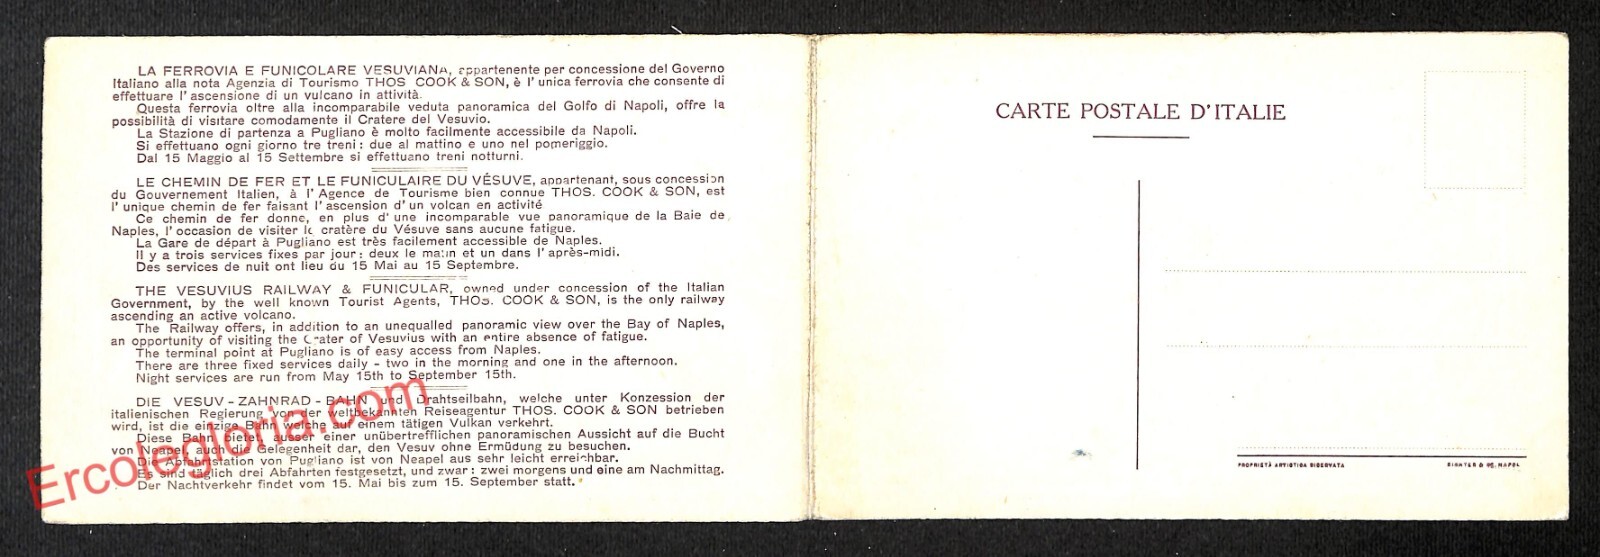 LA FERROVIA E FUNICOLARE VESUVIANA, appartenente per concessione del Governo
Italiano alla nota Agenzia di Tourismo THOS COOK & SON, è l' unica ferrovia che consente di
effettuare l' ascensione di un vulcano in attività.
Questa ferrovia oltre alla incomparabile veduta panoramica del Golfo di Napoli, offre la
possibilità di visitare comodamente il Cratere del Vesuvio.
La Stazione di partenza a Pugliano è molto facilmente accessibile da Napoli.
Si effettuano ogni giorno tre treni : due al mattino e uno nel pomeriggio.
Dal 15 Maggio al 15 Settembre si effettuano treni notturni.
LE CHEMIN DE FER ET LE FUNICULAIRE DU VÉSUVE, appartenant, sous concession
du Gouvernement Italien, à l' Agence de Tourisme bien connue THOS. COOK & SON, est
l' unique chemin de fer faisant l' ascension d' un volcan en activité
Ce chemin de fer donne, en plus d' une incomparable vue panoramique de la Baie de
Naples, l' occasion de visiter le cratère du Vésuve sans aucune fatigue.
La Gare de départ à Pugliano est très facilement accessible de Naples.
Il y a trois services fixes par jour : deux le matin et un dans l' après-midi.
Des services de nuit ont lieu du 15 Mai au 15 Septembre.
THE VESUVIUS RAILWAY & FUNICULAR, owned under concession of the Italian
Government, by the well known Tourist Agents, THOS. COOK & SON, is the only railway
ascending an active volcano.
The Railway offers, in addition to an unequalled panoramic view over the Bay of Naples,
an opportunity of visiting the Crater of Vesuvius with an entire absence of fatigue.
The terminal point at Pugliano is of easy access from Naples.
There are three fixed services daily - two in the morning and one in the afternoon.
Night services are run from May 15th to September 15th.
DIE VESUV - ZAHNRAD - BAHN und Drahtseilbahn, welche unter Konzession der
italienischen Regierung von der weltbekannten Reiseagentur THOS. COOK & SON betrieben
wird, ist die einzige Bahn welche auf einem tätigen Vulkan verkehrt.
Diese Bahn bietet, ausser einer unübertrefflichen panoramischen Aussicht auf die Bucht
von Neapel, auch die Gelegenheit dar, den Vesuv ohne Ermüdung zu besuchen.
Die Abfahrtstation von Pugliano ist von Neapel aus sehr leicht erreichbar.
Es sind täglich drei Abfahrten festgesetzt, und zwar : zwei morgens und eine am Nachmittag.
Der Nachtverkehr findet vom 15. Mai bis zum 15. September statt.
Ercolegloria.com
CARTE POSTALE D'ITALIE
PROPRIETÀ ARTISTICA RISERVATA
NAPOLI